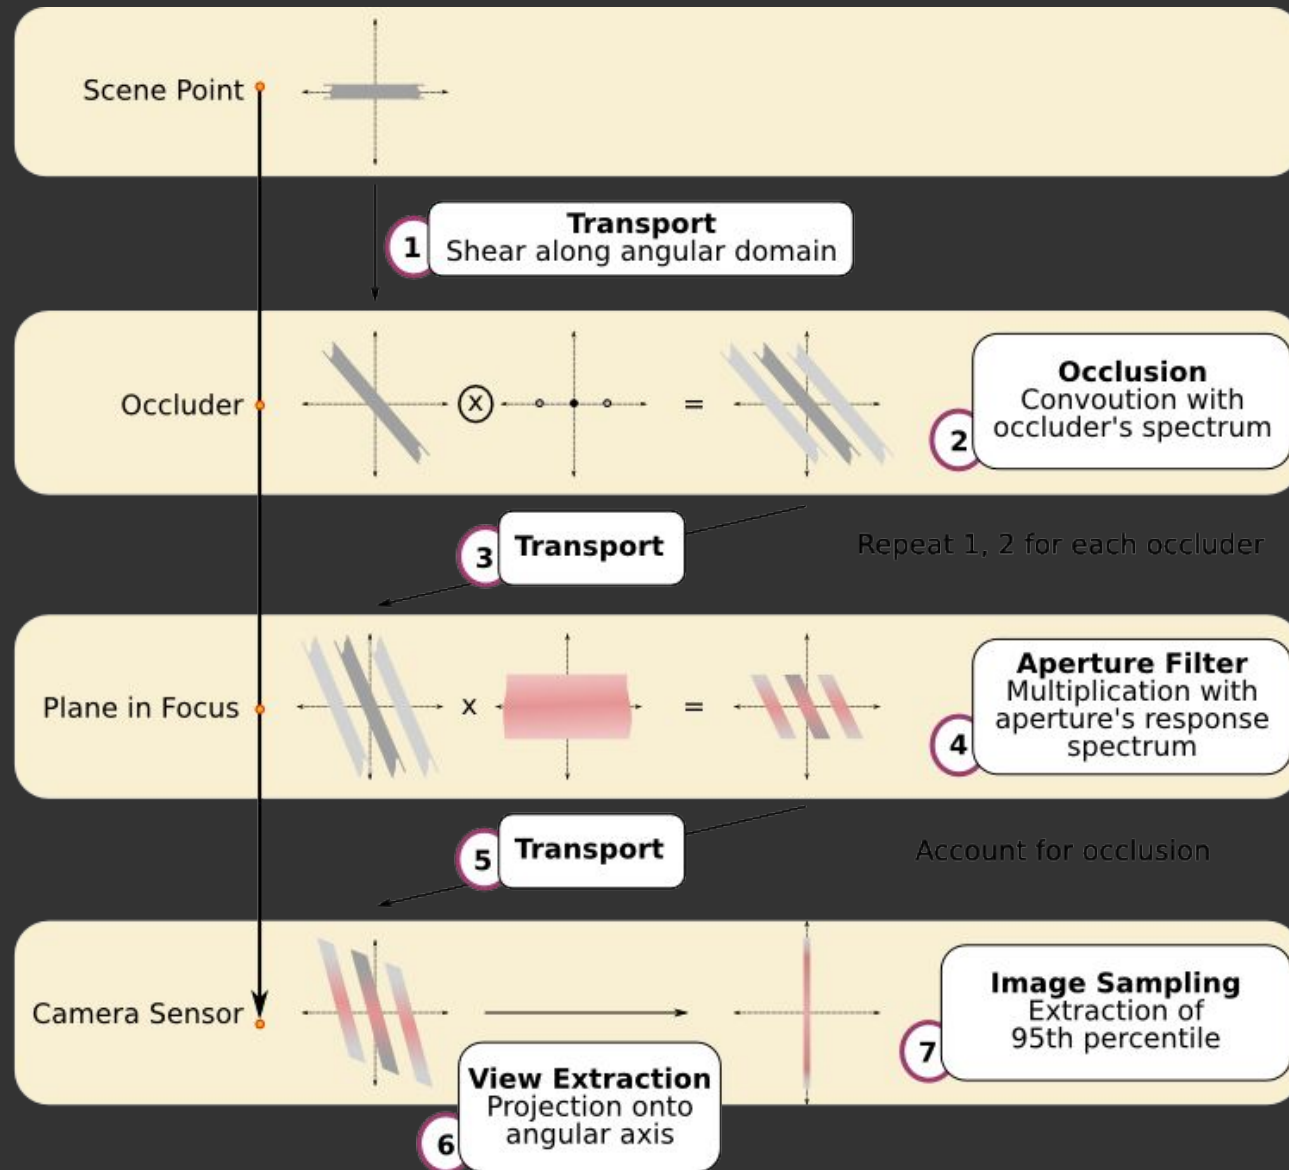 Scene Point
1
Transport
Shear along angular domain
Occluder
x
=
Occlusion
Convoution with
occluder's spectrum
2
3
Transport
Repeat 1, 2 for each occluder
Plane in Focus
x
=
Aperture Filter
Multiplication with
aperture's response
spectrum
4
5
Transport
Account for occlusion
Camera Sensor
Image Sampling
Extraction of
95th percentile
7
View Extraction
Projection onto
angular axis
6